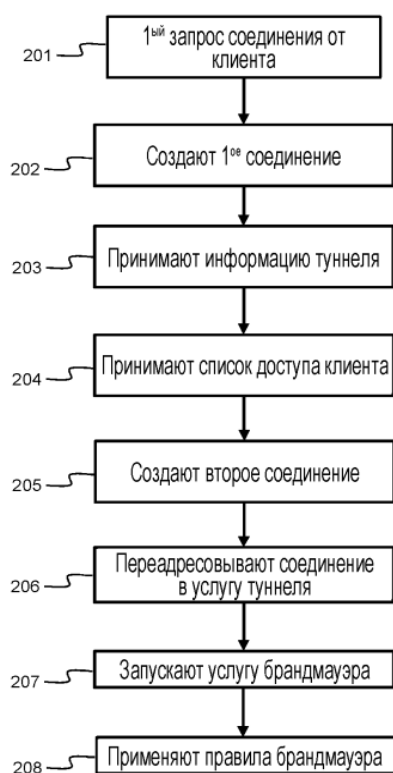 201
1ый запрос соединения от
клиента
202
Создают 1ое соединение
203
Принимают информацию туннеля
204
Принимают список доступа клиента
205
Создают второе соединение
206
Переадресовывают соединение
в услугу туннеля
207
Запускают услугу брандмауэра
208
Применяют правила брандмауэра